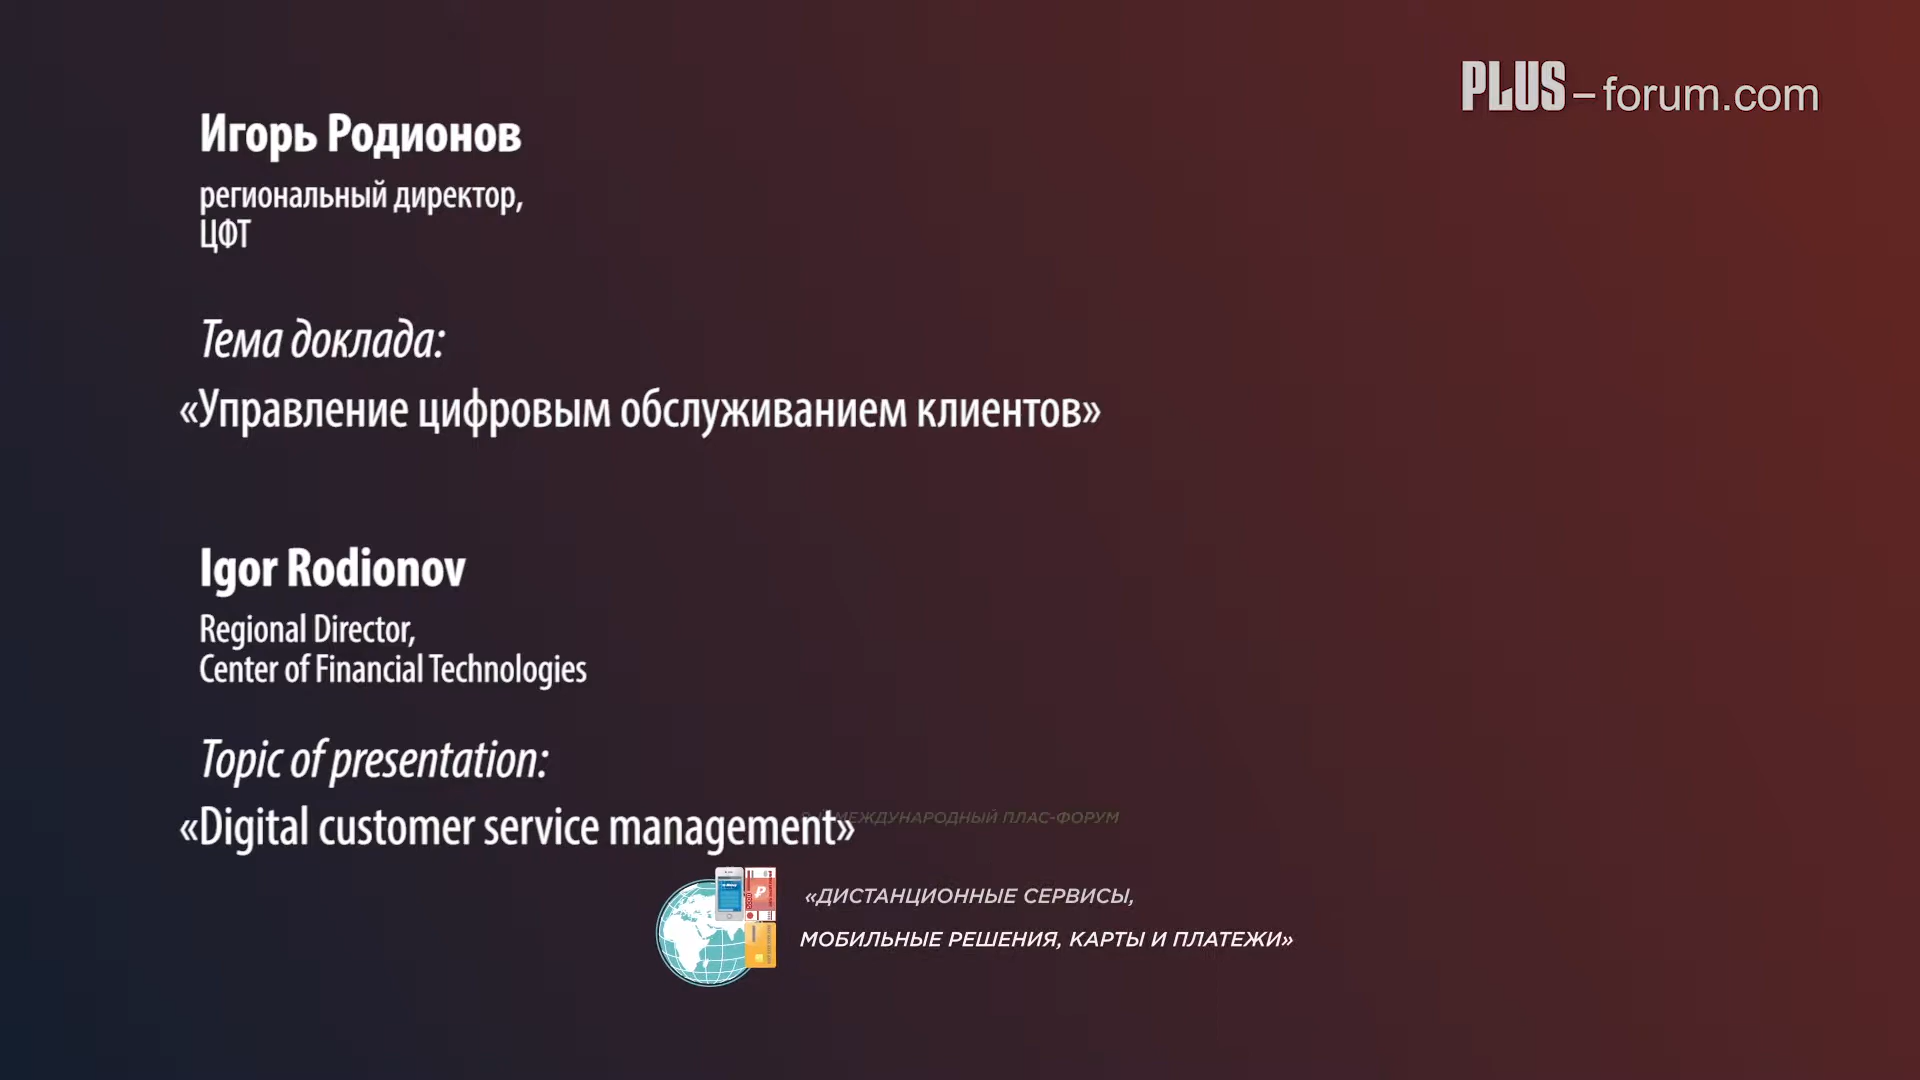 PLUS – forum.com
Игорь Родионов
региональный директор,
ЦФТ
Тема доклада:
«Управление цифровым обслуживанием клиентов»
Igor Rodionov
Regional Director,
Center of Financial Technologies
Topic of presentation:
«Digital customer service management»
МЕЖДУНАРОДНЫЙ ПЛАС-ФОРУМ
«ДИСТАНЦИОННЫЕ СЕРВИСЫ,
МОБИЛЬНЫЕ РЕШЕНИЯ, КАРТЫ И ПЛАТЕЖИ»